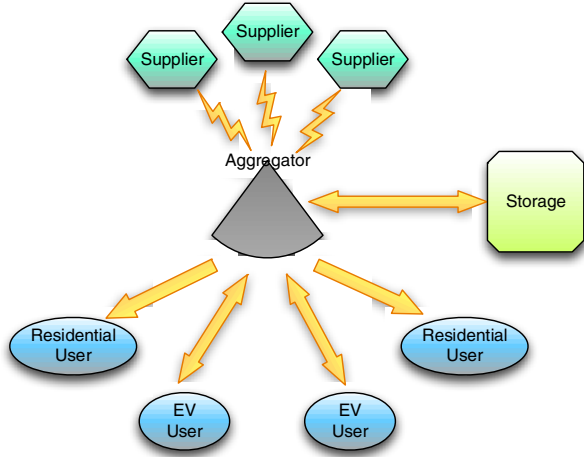 Supplier
Supplier
Supplier
Aggregator
Storage
Residential
User
Residential
User
EV
User
EV
User